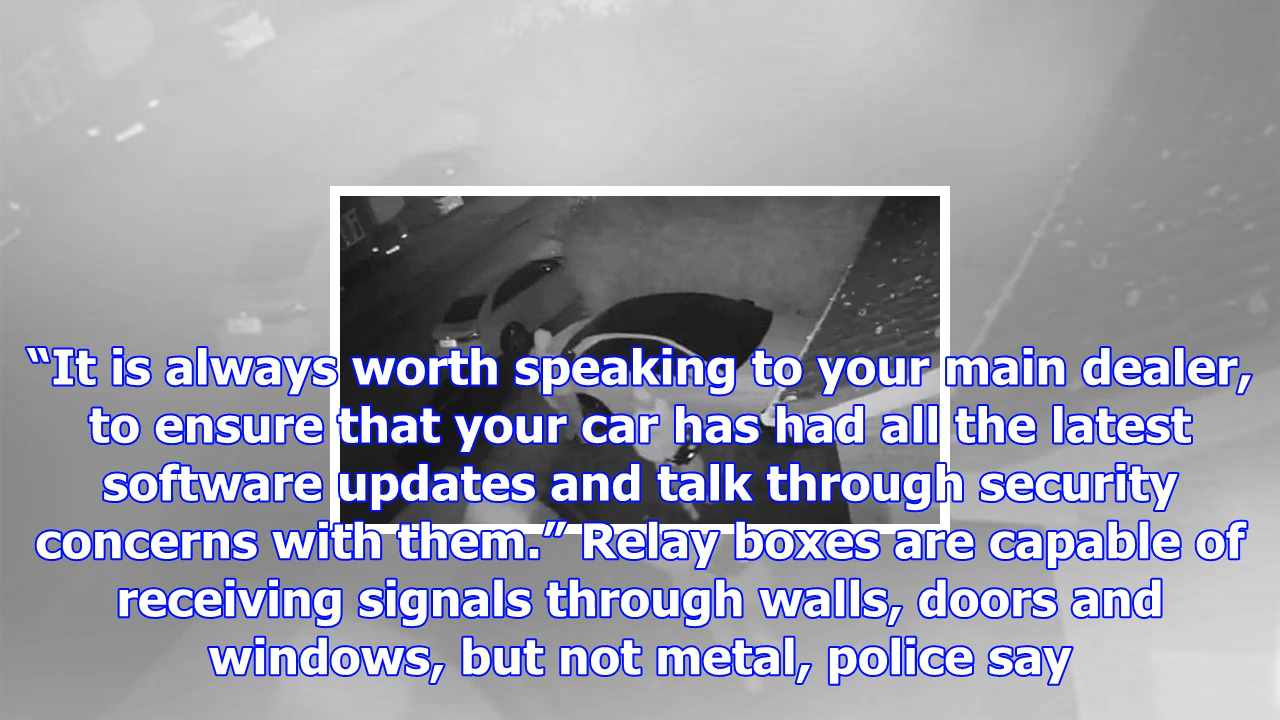 “It is always worth speaking to your main dealer,
to ensure that your car has had all the latest
software updates and talk through security
concerns with them.” Relay boxes are capable of
receiving signals through walls, doors and
windows, but not metal, police say